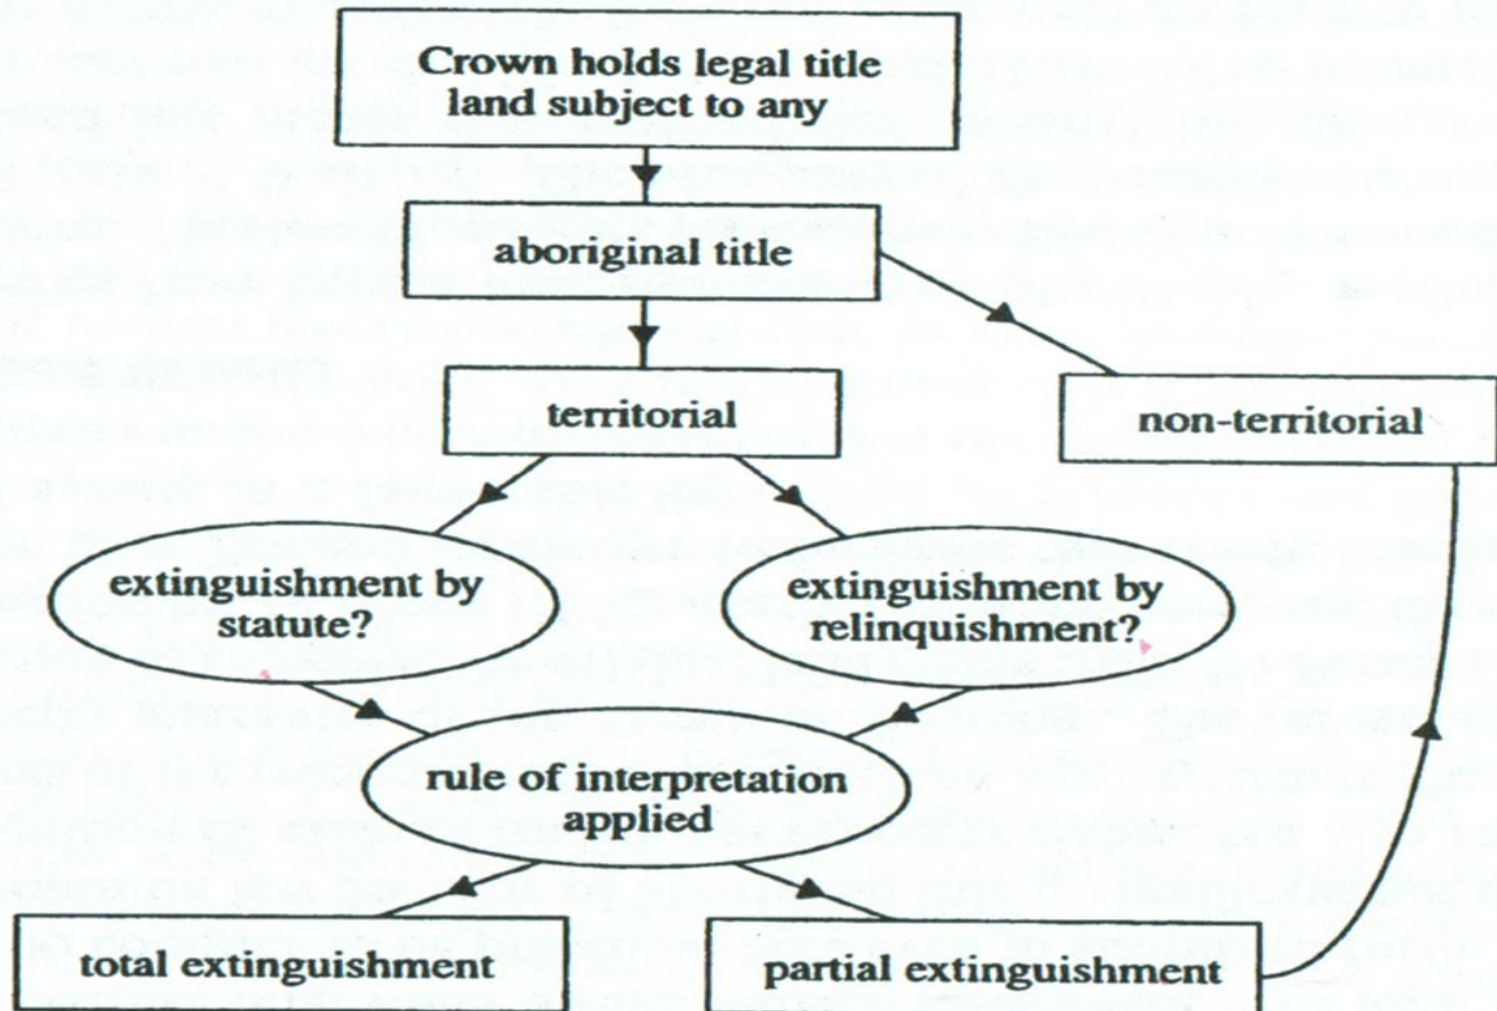 Crown holds legal title
land subject to any
aboriginal title
territorial
non-territorial
extinguishment by
statute?
extinguishment by
relinquishment?
rule of interpretation
applied
total extinguishment
partial extinguishment